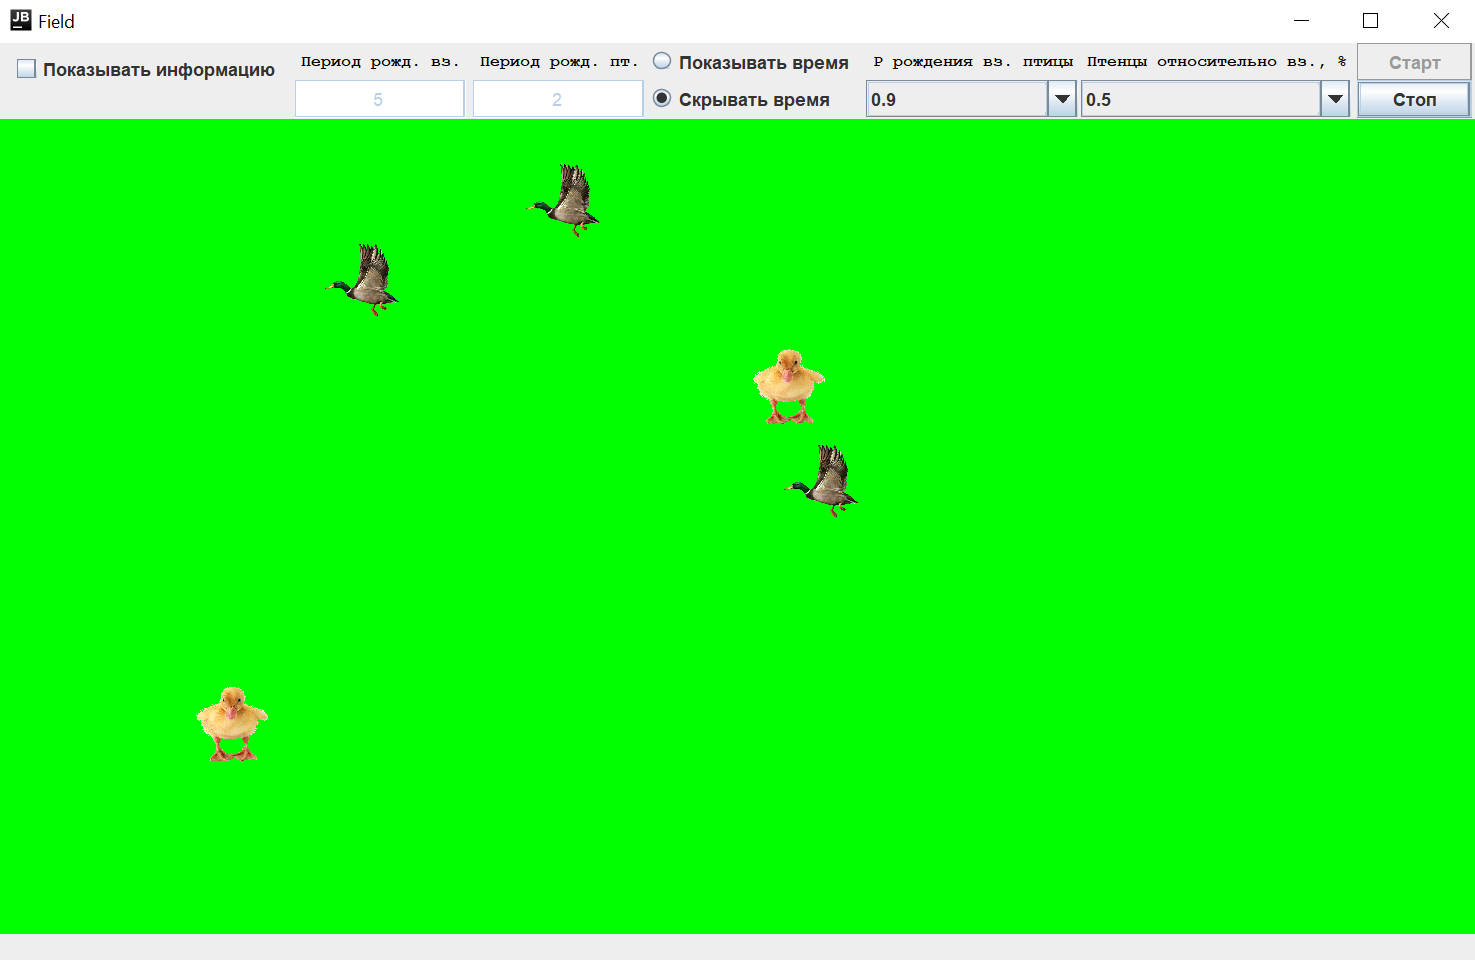 JB Field
Показывать информацию
Период рожд. вз.
5
Период рожд. пт.
2
Показывать время
Скрывать время
Р рождения вз. птицы
0.9
Птенцы относительно вз., %
0.5
Старт
Стоп